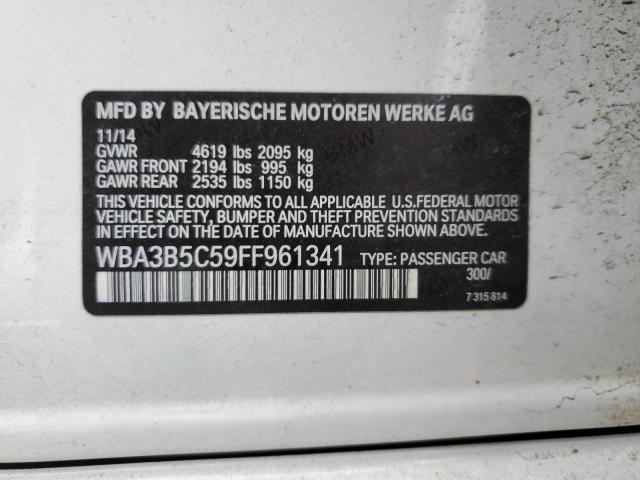 MFD BY BAYERISCHE MOTOREN WERKE AG
11/14
GVWR 4619 lbs 2095 kg
GAWR FRONT 2194 lbs 995 kg
GAWR REAR 2535 lbs 1150 kg
THIS VEHICLE CONFORMS TO ALL APPLICABLE U.S.FEDERAL MOTOR
VEHICLE SAFETY, BUMPER AND THEFT PREVENTION STANDARDS IN
EFFECT ON THE DATE OF MANUFACTURE SHOWN ABOVE.
WBA3B5C59FF961341 TYPE: PASSENGER CAR
300/
7 315 814